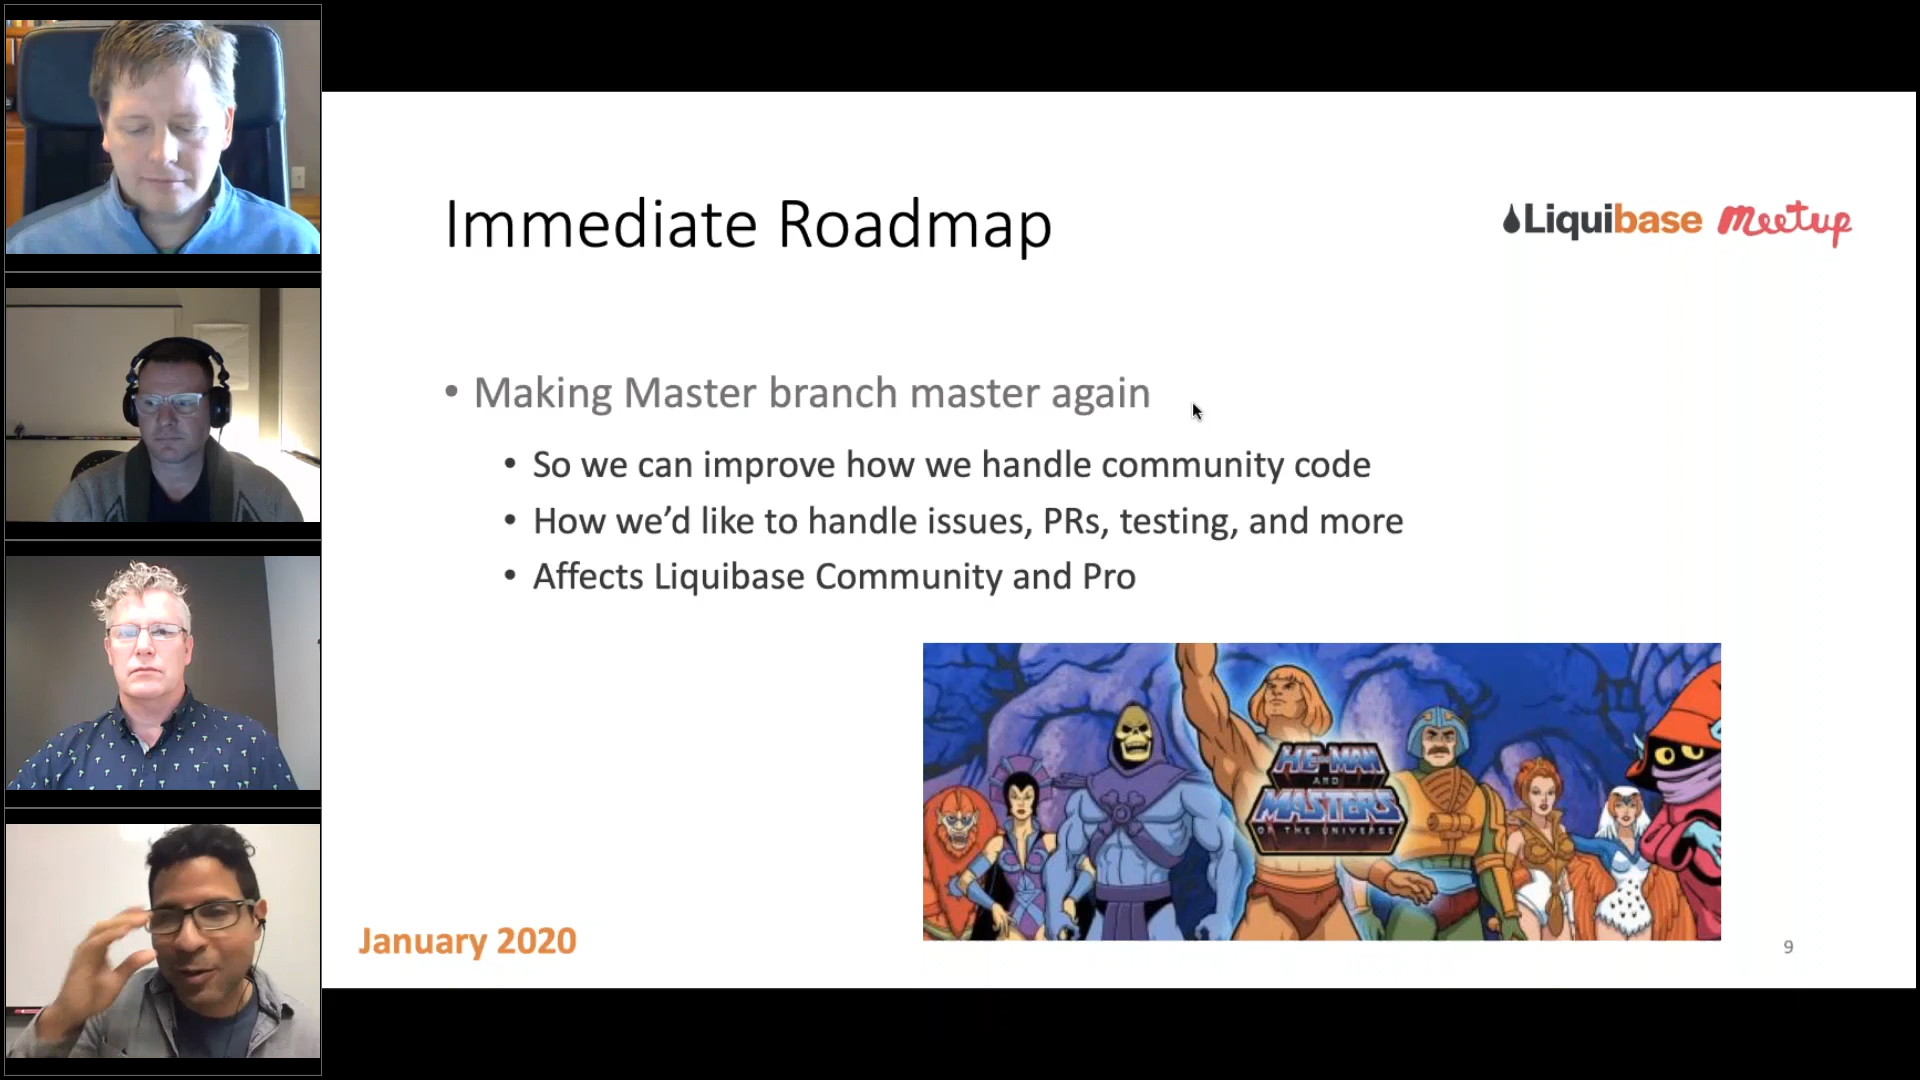 Immediate Roadmap
Liquibase Meetup
• Making Master branch master again
• So we can improve how we handle community code
• How we’d like to handle issues, PRs, testing, and more
• Affects Liquibase Community and Pro
HE-MAN
AND
MASTERS
OF THE UNIVERSE
January 2020
9